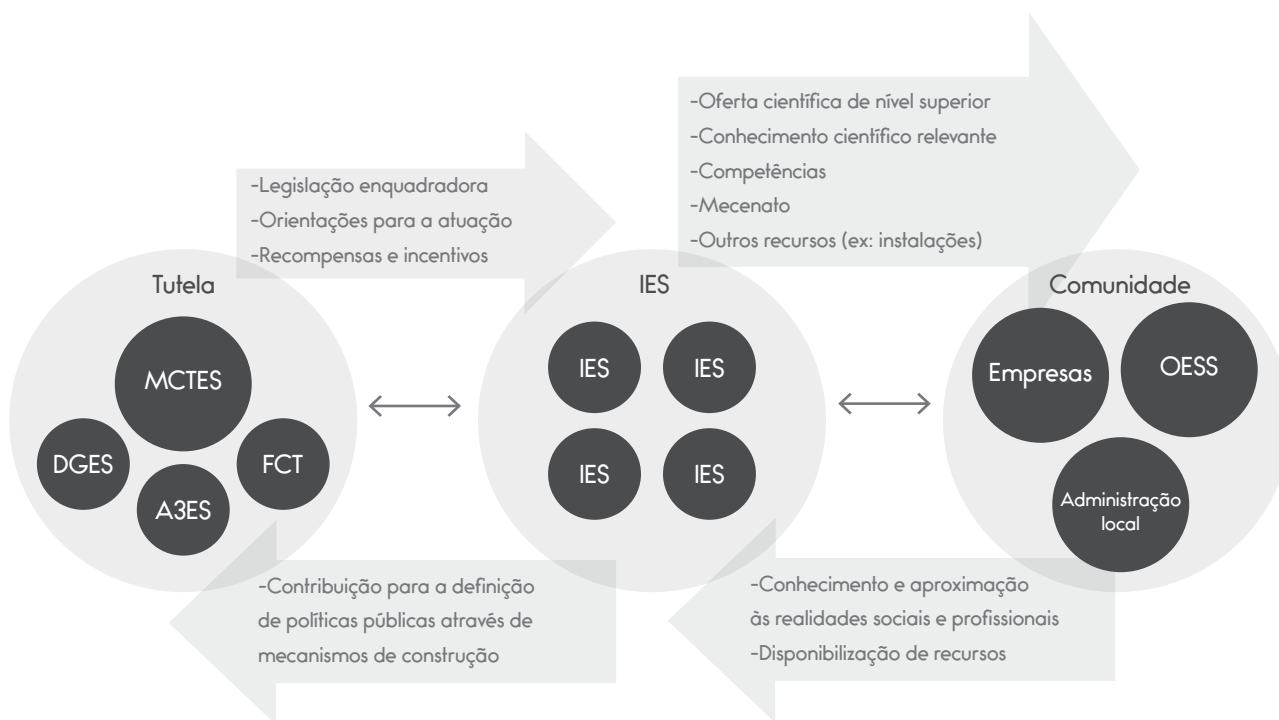 -Oferta científica de nível superior
-Conhecimento científico relevante
-Competências
-Mecenato
-Outros recursos (ex: instalações)
-Legislação enquadradora
-Orientações para a atuação
-Recompensas e incentivos
Tutela
MCTES
DGES
A3ES
FCT
IES
IES
IES
IES
IES
Comunidade
Empresas
OESS
Administração
local
-Contribuição para a definição
de políticas públicas através de
mecanismos de construção
-Conhecimento e aproximação
às realidades sociais e profissionais
-Disponibilização de recursos